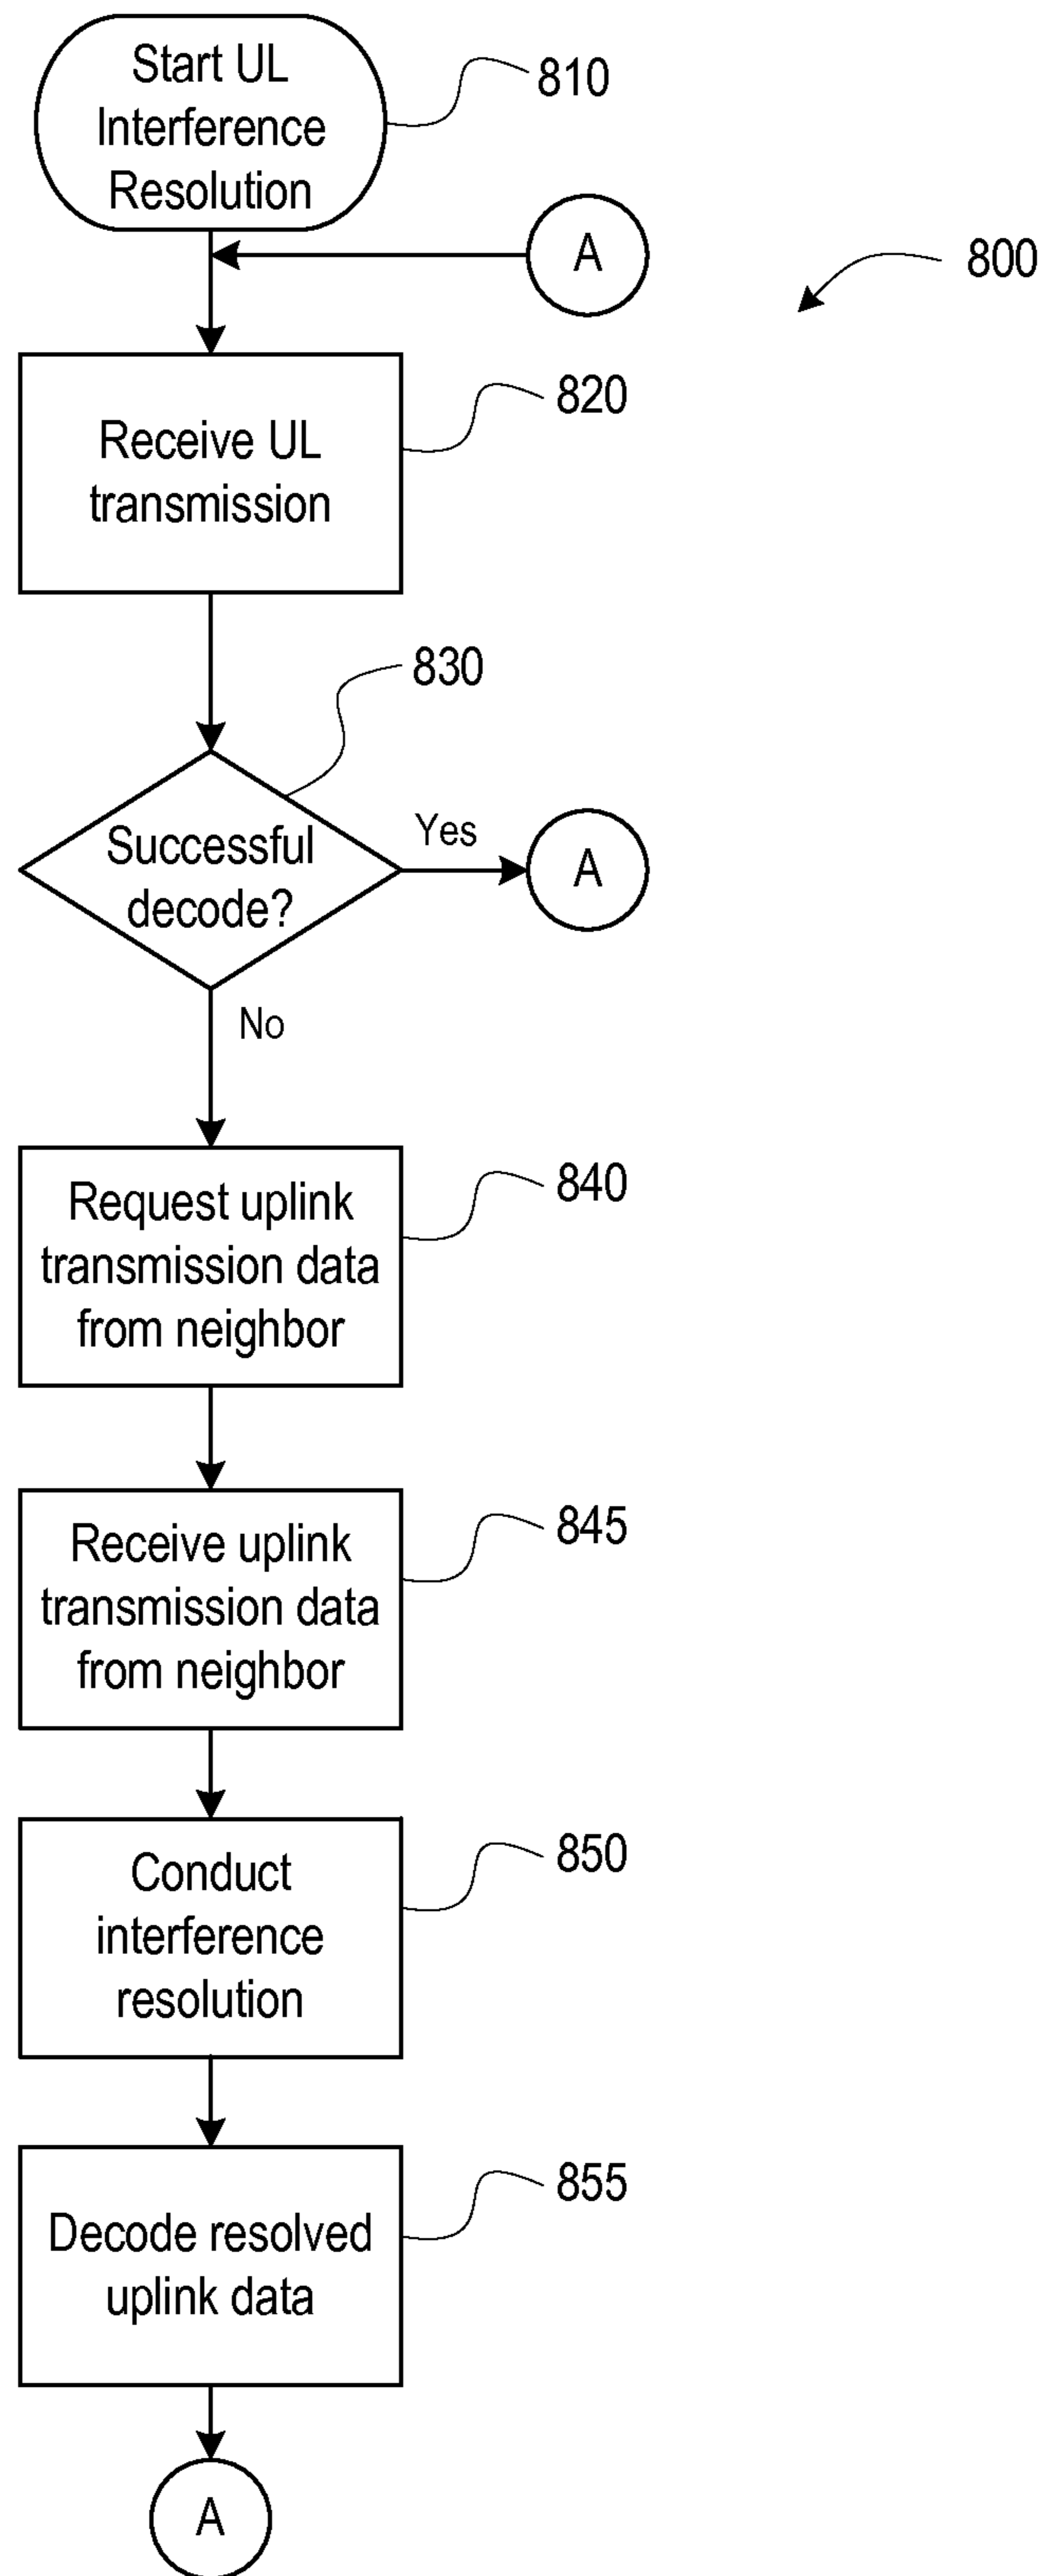 Start UL
Interference
Resolution
810
A
800
Receive UL
transmission
820
830
Successful
decode?
Yes
A
No
Request uplink
transmission data
from neighbor
840
Receive uplink
transmission data
from neighbor
845
Conduct
interference
resolution
850
Decode resolved
uplink data
855
A